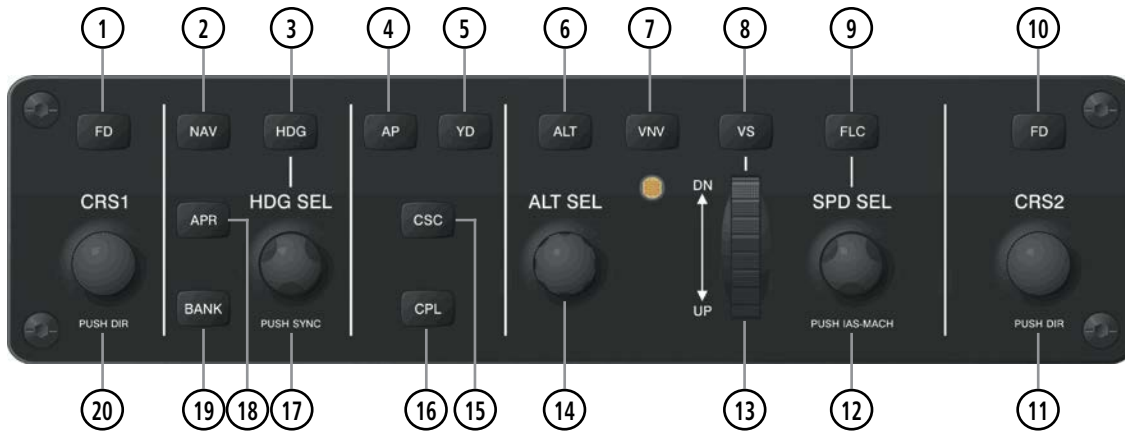 1 2 3 4 5 6 7 8 9 10
FD NAV HDG AP YD ALT VNV VS FLC FD
CRS1 HDG SEL ALT SEL DN SPD SEL CRS2
APR CSC
BANK CPL UP
PUSH DIR PUSH SYNC PUSH IAS-MACH PUSH DIR
20 19 18 17 16 15 14 13 12 11